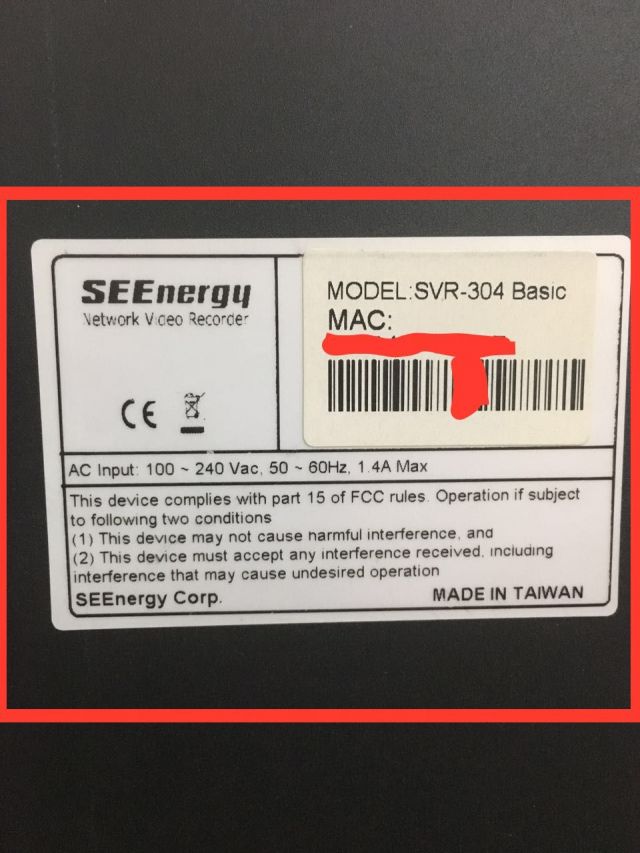 SEEnergy
Network Video Recorder
MODEL:SVR-304 Basic
MAC:
AC Input: 100 ~ 240 Vac, 50 ~ 60Hz, 1.4A Max
This device complies with part 15 of FCC rules. Operation if subject
to following two conditions
(1) This device may not cause harmful interference, and
(2) This device must accept any interference received, including
interference that may cause undesired operation
SEEnergy Corp.
MADE IN TAIWAN